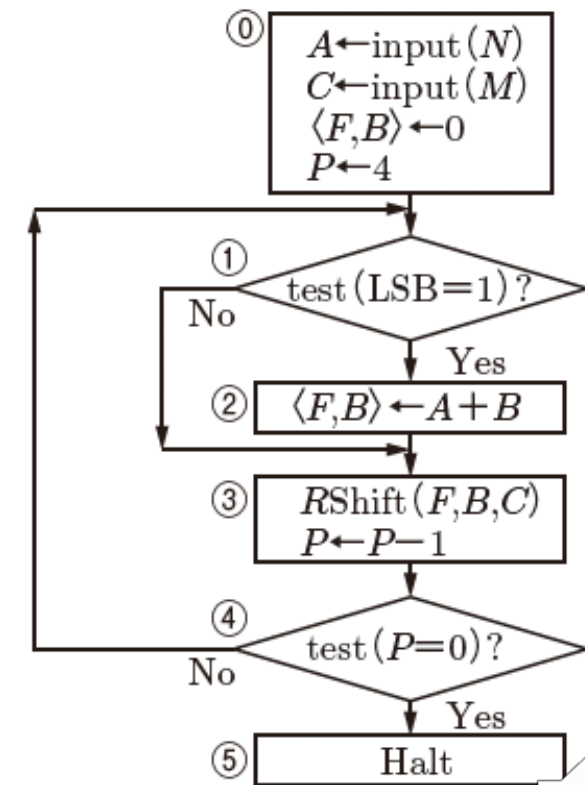 ⓪
A←input(N)
C←input(M)
⟨F,B⟩←0
P←4
①
test(LSB=1)?
No
Yes
②
⟨F,B⟩←A+B
③
RShift(F,B,C)
P←P−1
④
test(P=0)?
No
Yes
⑤
Halt